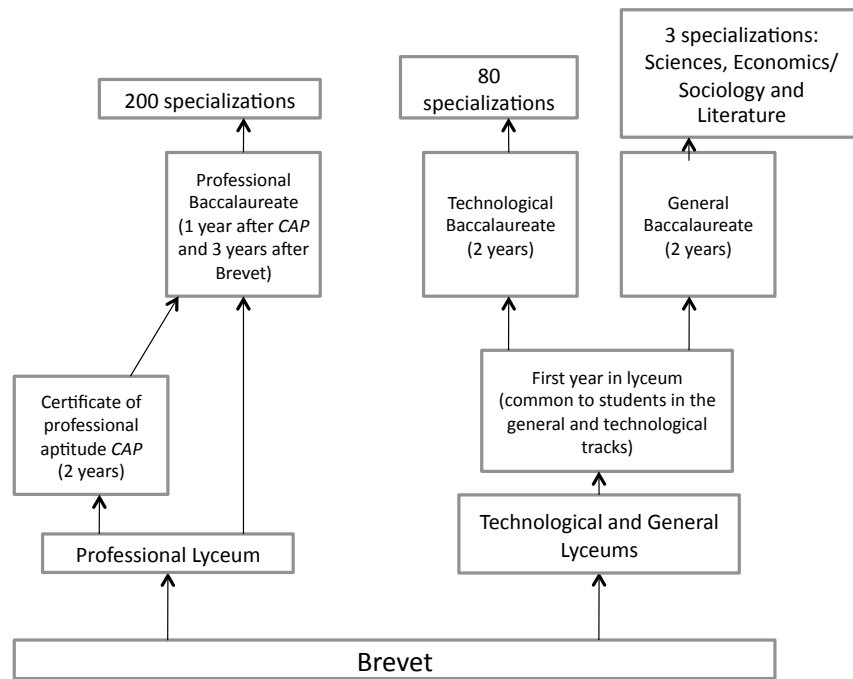 200 specializations
80
specializations
3 specializations:
Sciences, Economics/
Sociology and
Literature
Professional
Baccalaureate
(1 year after CAP
and 3 years after
Brevet)
Technological
Baccalaureate
(2 years)
General
Baccalaureate
(2 years)
Certificate of
professional
aptitude CAP
(2 years)
First year in lyceum
(common to students in the
general and technological
tracks)
Professional Lyceum
Technological and General
Lyceums
Brevet